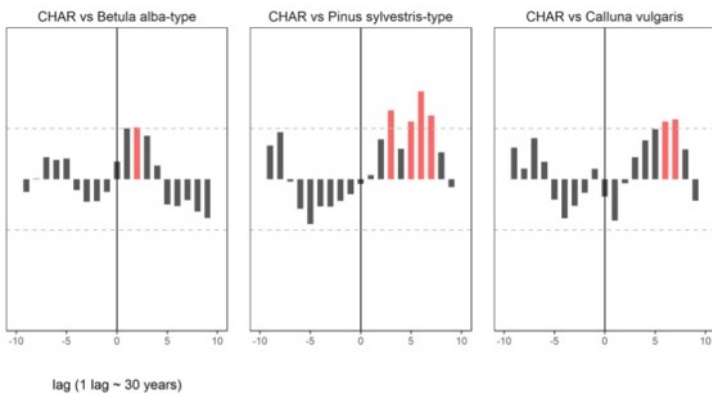 CHAR vs Betula alba-type
CHAR vs Pinus sylvestris-type
CHAR vs Calluna vulgaris
-10 -5 0 5 10
-10 -5 0 5 10
-10 -5 0 5 10
lag (1 lag ~ 30 years)